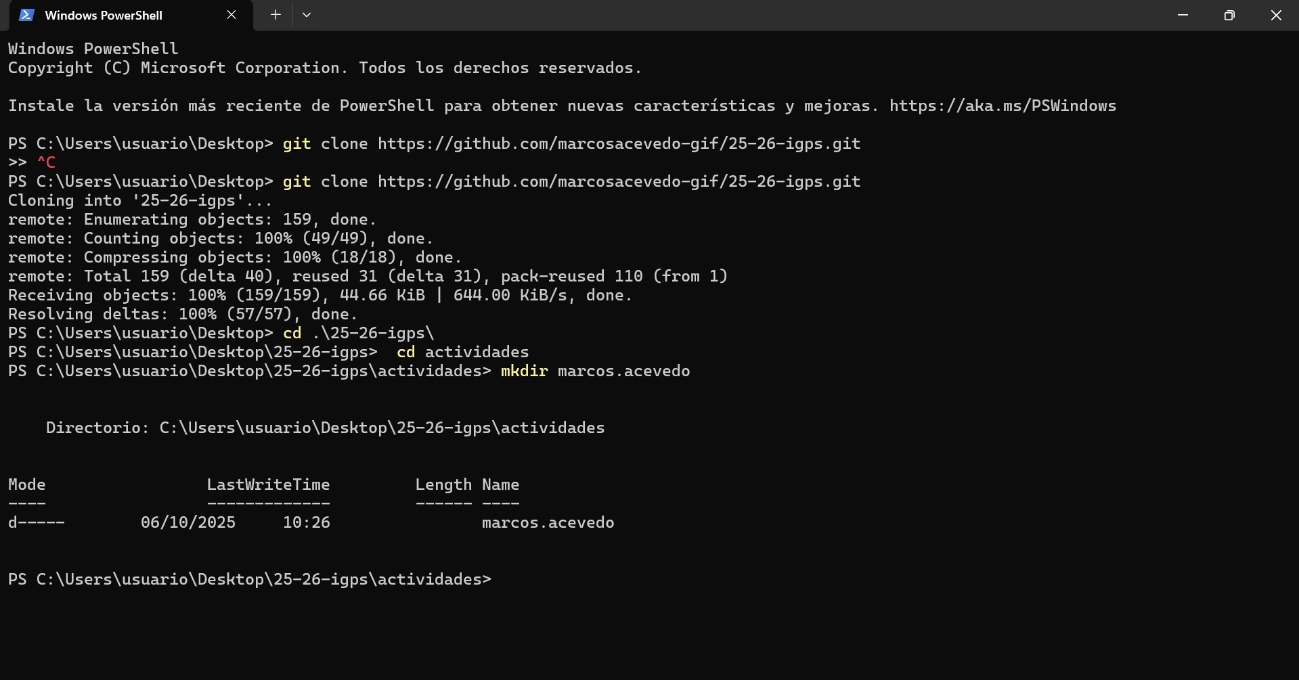 Windows PowerShell
Windows PowerShell
Copyright (C) Microsoft Corporation. Todos los derechos reservados.
Instale la versión más reciente de PowerShell para obtener nuevas características y mejoras. https://aka.ms/PSWindows
PS C:\Users\usuario\Desktop> git clone https://github.com/marcosacevedo-gif/25-26-igps.git
>> ^C
PS C:\Users\usuario\Desktop> git clone https://github.com/marcosacevedo-gif/25-26-igps.git
Cloning into '25-26-igps'...
remote: Enumerating objects: 159, done.
remote: Counting objects: 100% (49/49), done.
remote: Compressing objects: 100% (18/18), done.
remote: Total 159 (delta 40), reused 31 (delta 31), pack-reused 110 (from 1)
Receiving objects: 100% (159/159), 44.66 KiB | 644.00 KiB/s, done.
Resolving deltas: 100% (57/57), done.
PS C:\Users\usuario\Desktop> cd .\25-26-igps\
PS C:\Users\usuario\Desktop\25-26-igps>  cd actividades
PS C:\Users\usuario\Desktop\25-26-igps\actividades> mkdir marcos.acevedo
    Directorio: C:\Users\usuario\Desktop\25-26-igps\actividades
Mode                 LastWriteTime         Length Name
----                 -------------         ------ ----
d-----        06/10/2025     10:26                marcos.acevedo
PS C:\Users\usuario\Desktop\25-26-igps\actividades>